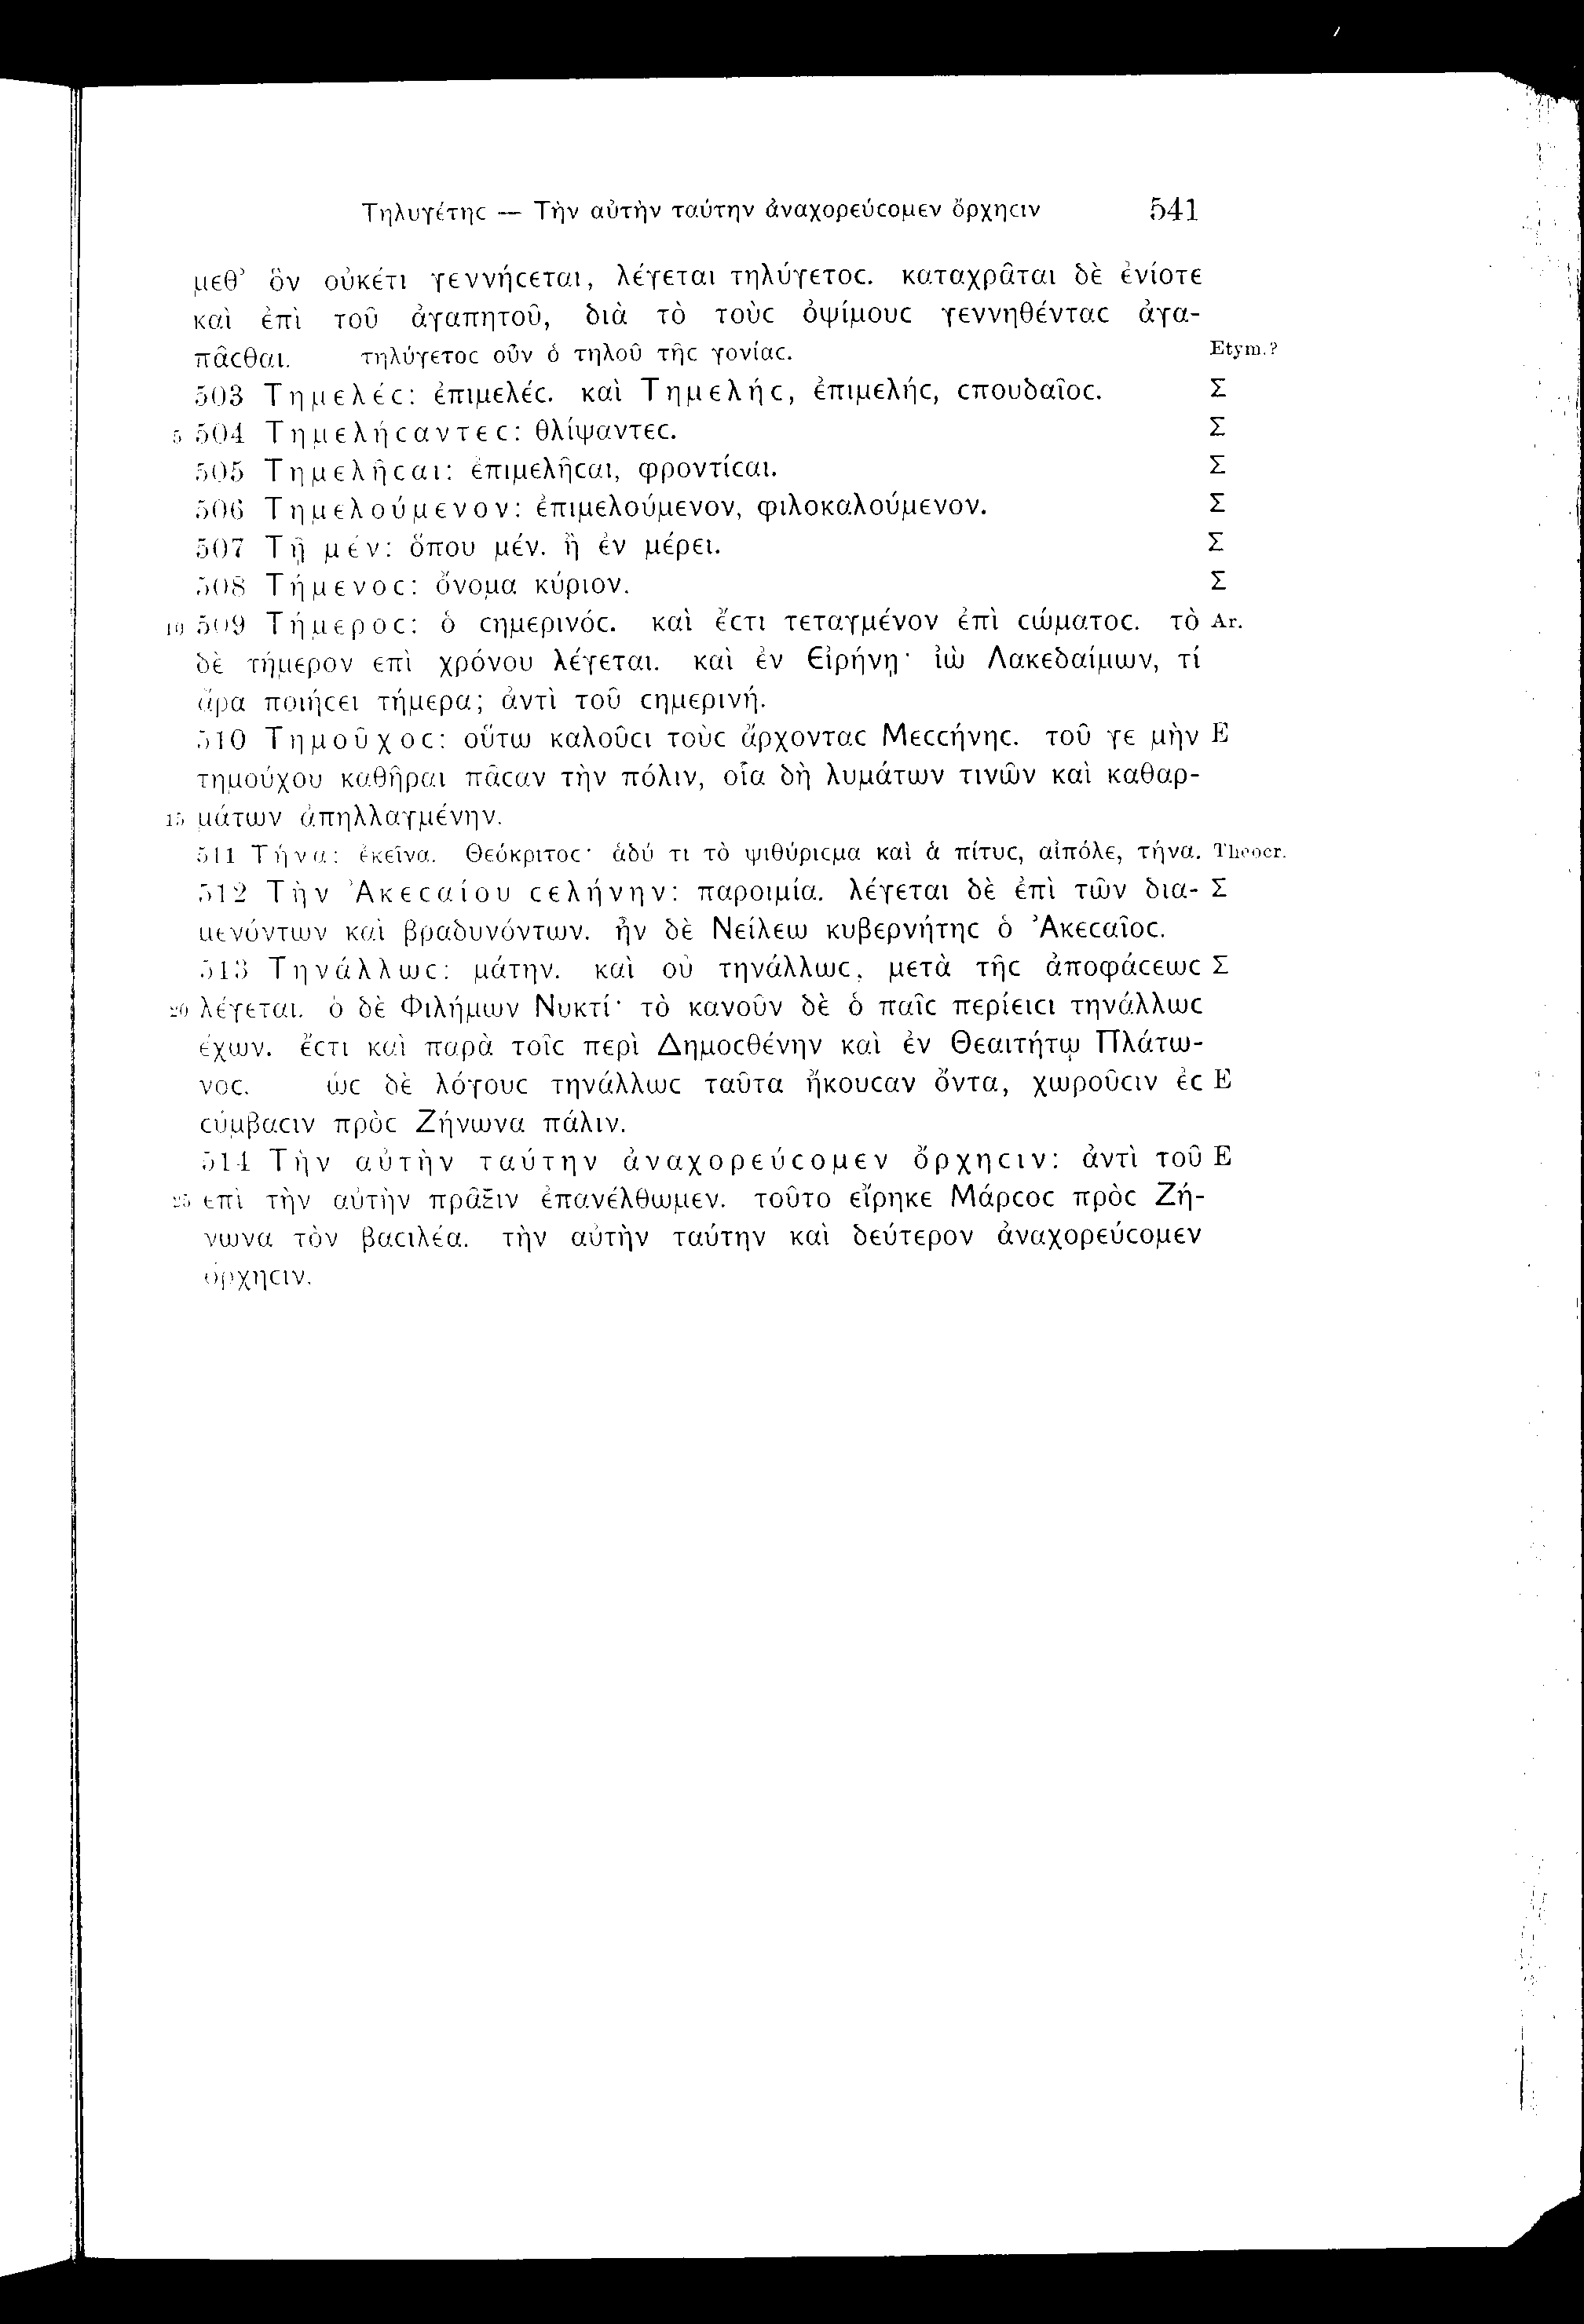 Τηλυγέτηϲ — Τὴν αὐτὴν ταύτην ἀναχορεύϲομεν ὄρχηϲιν 541
μεθ’ ὃν οὐκέτι γεννήϲεται, λέγεται τηλύγετοϲ. καταχρᾶται δὲ ἐνίοτε
καὶ ἐπὶ τοῦ ἀγαπητοῦ, διὰ τὸ τοὺϲ ὀψίμουϲ γεννηθένταϲ ἀγα-
πᾶϲθαι. τηλύγετοϲ οὖν ὁ τηλοῦ τῆϲ γονίαϲ. Etym.?
503 Τημελέϲ: ἐπιμελέϲ. καὶ Τημελήϲ, ἐπιμελήϲ, ϲπουδαῖοϲ. Σ
5 504 Τημελήϲαντεϲ: θλίψαντεϲ. Σ
505 Τημελῆϲαι: ἐπιμελῆϲαι, φροντίϲαι. Σ
506 Τημελούμενον: ἐπιμελούμενον, φιλοκαλούμενον. Σ
507 Τῇ μέν: ὅπου μέν. ἢ ἐν μέρει. Σ
508 Τήμενοϲ: ὄνομα κύριον. Σ
10 509 Τήμεροϲ: ὁ ϲημερινόϲ. καὶ ἔϲτι τεταγμένον ἐπὶ ϲώματοϲ. τὸ Ar.
δὲ τήμερον ἐπὶ χρόνου λέγεται. καὶ ἐν Εἰρήνῃ· ἰὼ Λακεδαίμων, τί
ἄρα ποιήϲει τήμερα; ἀντὶ τοῦ ϲημερινή.
510 Τημοῦχοϲ: οὕτω καλοῦϲι τοὺϲ ἄρχονταϲ Μεϲϲήνηϲ. τοῦ γε μὴν E
τημούχου καθῆραι πᾶϲαν τὴν πόλιν, οἷα δὴ λυμάτων τινῶν καὶ καθαρ-
15 μάτων ἀπηλλαγμένην.
511 Τήνα: ἐκεῖνα. Θεόκριτοϲ· ἁδύ τι τὸ ψιθύριϲμα καὶ ἁ πίτυϲ, αἰπόλε, τήνα. Theocr.
512 Τὴν Ἀκεϲαίου ϲελήνην: παροιμία. λέγεται δὲ ἐπὶ τῶν δια- Σ
μενόντων καὶ βραδυνόντων. ἦν δὲ Νείλεω κυβερνήτηϲ ὁ Ἀκεϲαῖοϲ.
513 Τηνάλλωϲ: μάτην. καὶ οὐ τηνάλλωϲ, μετὰ τῆϲ ἀποφάϲεωϲ Σ
20 λέγεται. ὁ δὲ Φιλήμων Νυκτί· τὸ κανοῦν δὲ ὁ παῖϲ περίειϲι τηνάλλωϲ
ἔχων. ἔϲτι καὶ παρὰ τοῖϲ περὶ Δημοϲθένην καὶ ἐν Θεαιτήτῳ Πλάτω-
νοϲ. ὡϲ δὲ λόγουϲ τηνάλλωϲ ταῦτα ἤκουϲαν ὄντα, χωροῦϲιν ἐϲ E
ϲύμβαϲιν πρὸϲ Ζήνωνα πάλιν.
514 Τὴν αὐτὴν ταύτην ἀναχορεύϲομεν ὄρχηϲιν: ἀντὶ τοῦ E
25 ἐπὶ τὴν αὐτὴν πρᾶξιν ἐπανέλθωμεν. τοῦτο εἴρηκε Μάρϲοϲ πρὸϲ Ζή-
νωνα τὸν βαϲιλέα. τὴν αὐτὴν ταύτην καὶ δεύτερον ἀναχορεύϲομεν
ὄρχηϲιν.